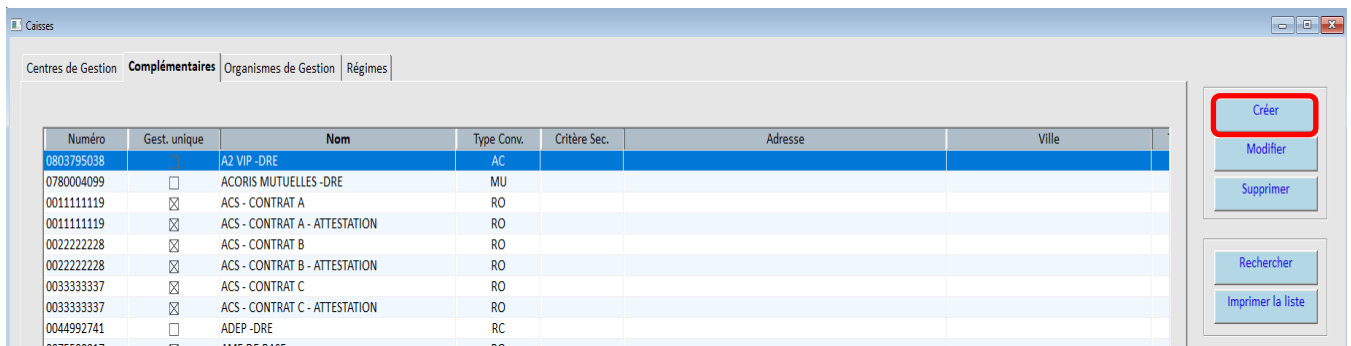 Caisses
Centres de Gestion Complémentaires Organismes de Gestion Régimes
Créer
Modifier
Supprimer
Rechercher
Imprimer la liste
Numéro Gest. unique Nom Type Conv. Critère Sec. Adresse Ville
0803795038 A2 VIP -DRE AC
0780004099 ACORIS MUTUELLES -DRE MU
0011111119 ACS - CONTRAT A RO
0011111119 ACS - CONTRAT A - ATTESTATION RO
0022222228 ACS - CONTRAT B RO
0022222228 ACS - CONTRAT B - ATTESTATION RO
0033333337 ACS - CONTRAT C RO
0033333337 ACS - CONTRAT C - ATTESTATION RO
0044992741 ADEP -DRE RC